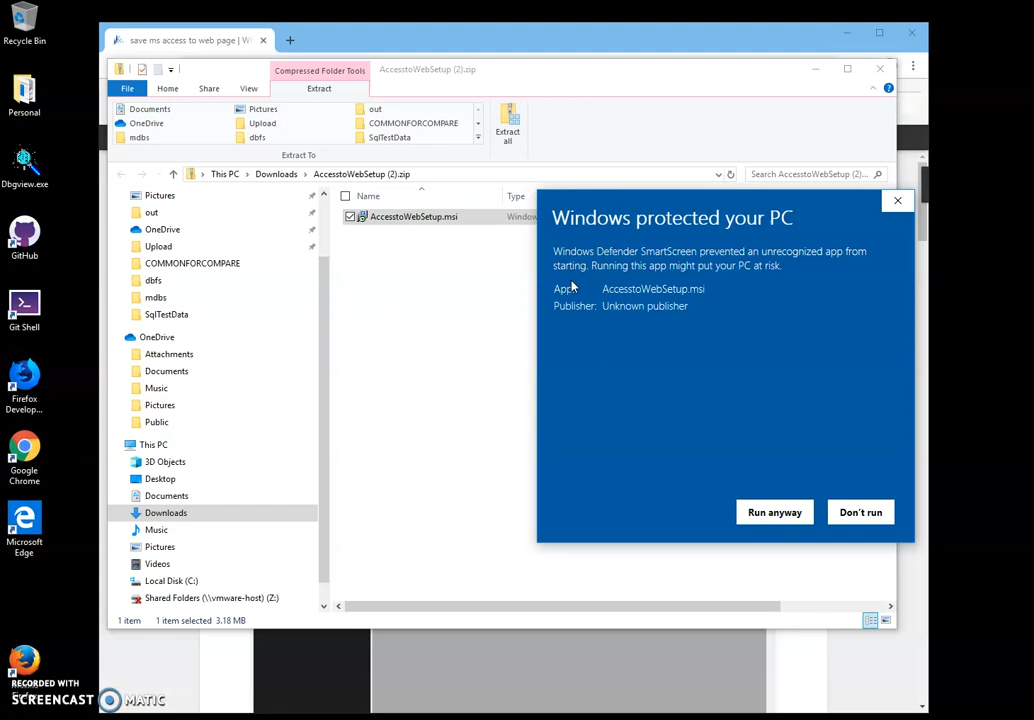 Recycle Bin
Personal
Dbgview.exe
GitHub
Git Shell
Firefox
Develop...
Google
Chrome
Microsoft
Edge
Firefox
RECORDED WITH
SCREENCAST
MATIC
save ms access to web page | W
Compressed Folder Tools
AccesstoWebSetup (2).zip
File
Home
Share
View
Extract
Documents
Pictures
out
OneDrive
Upload
COMMONFORCOMPARE
mdbs
dbfs
SqlTestData
Extract
all
Extract To
This PC
Downloads
AccesstoWebSetup (2).zip
Search AccesstoWebSetup (2)...
Pictures
out
OneDrive
Upload
COMMONFORCOMPARE
dbfs
mdbs
SqlTestData
OneDrive
Attachments
Documents
Music
Pictures
Public
This PC
3D Objects
Desktop
Documents
Downloads
Music
Pictures
Videos
Local Disk (C:)
Shared Folders (\\vmware-host) (Z:)
Name
Type
AccesstoWebSetup.msi
Window
1 item
1 item selected 3.18 MB
Windows protected your PC
Windows Defender SmartScreen prevented an unrecognized app from
starting. Running this app might put your PC at risk.
App:
AccesstoWebSetup.msi
Publisher:
Unknown publisher
Run anyway
Don't run